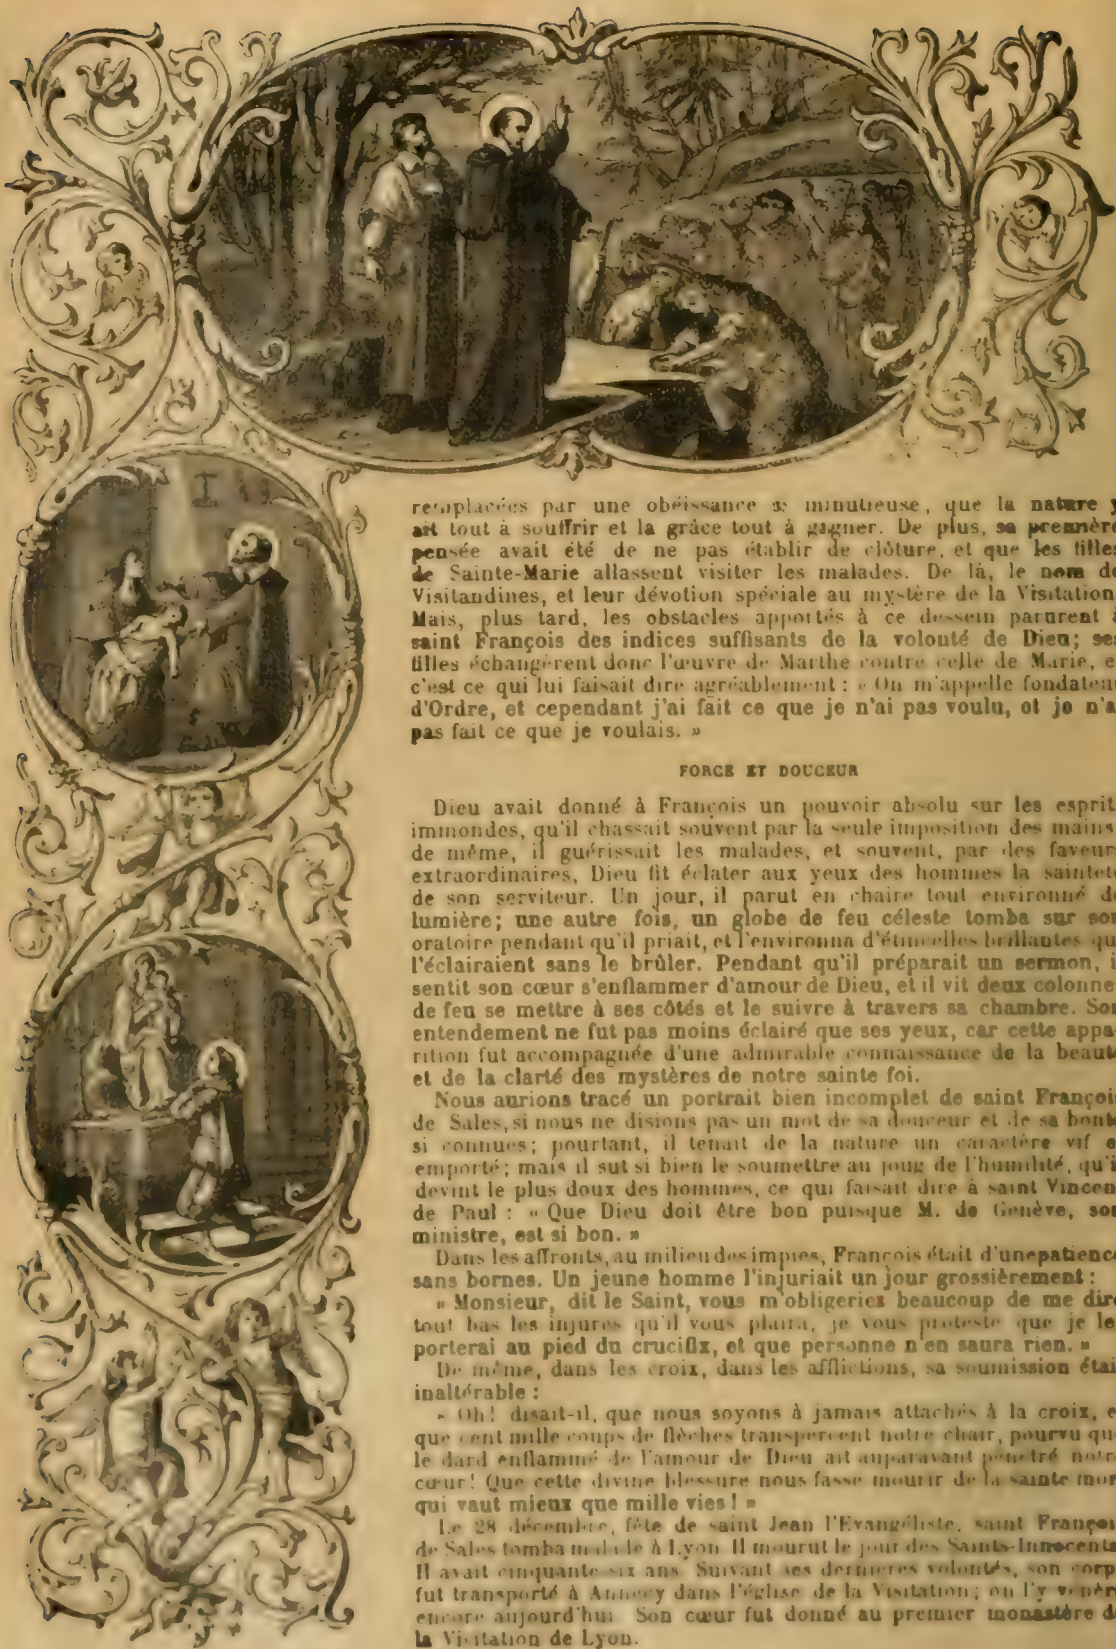 remplacées par une obéissance si minutieuse, que la nature y
ait tout à souffrir et la grâce tout à gagner. De plus, sa première
pensée avait été de ne pas établir de clôture, et que les filles
de Sainte-Marie allassent visiter les malades. De là, le nom de
Visitandines, et leur dévotion spéciale au mystère de la Visitation
Mais, plus tard, les obstacles apportés à ce dessein parurent à
saint François des indices suffisants de la volonté de Dieu; ses
filles échangèrent donc l'œuvre de Marthe contre celle de Marie, e
c'est ce qui lui faisait dire agréablement : « On m'appelle fondateur
d'Ordre, et cependant j'ai fait ce que je n'ai pas voulu, et je n'a
pas fait ce que je voulais. »
FORCE ET DOUCEUR
Dieu avait donné à François un pouvoir absolu sur les esprit
immondes, qu'il chassait souvent par la seule imposition des mains
de même, il guérissait les malades, et souvent, par des faveurs
extraordinaires, Dieu fit éclater aux yeux des hommes la sainteté
de son serviteur. Un jour, il parut en chaire tout environné de
lumière; une autre fois, un globe de feu céleste tomba sur son
oratoire pendant qu'il priait, et l'environna d'étincelles brillantes qui
l'éclairaient sans le brûler. Pendant qu'il préparait un sermon, i
sentit son cœur s'enflammer d'amour de Dieu, et il vit deux colonne
de feu se mettre à ses côtés et le suivre à travers sa chambre. Son
entendement ne fut pas moins éclairé que ses yeux, car cette appa-
rition fut accompagnée d'une admirable connaissance de la beauté
et de la clarté des mystères de notre sainte foi.
Nous aurions tracé un portrait bien incomplet de saint François
de Sales, si nous ne disions pas un mot de sa douceur et de sa bonté
si connues; pourtant, il tenait de la nature un caractère vif e
emporté; mais il sut si bien le soumettre au joug de l'humilité, qu'i
devint le plus doux des hommes, ce qui faisait dire à saint Vincen
de Paul : « Que Dieu doit être bon puisque M. de Genève, son
ministre, est si bon. »
Dans les affronts, au milieu des impies, François était d'une patience
sans bornes. Un jeune homme l'injuriait un jour grossièrement :
« Monsieur, dit le Saint, vous m'obligeriez beaucoup de me dire
tout bas les injures qu'il vous plaira, je vous proteste que je le
porterai au pied du crucifix, et que personne n'en saura rien. »
De même, dans les croix, dans les afflictions, sa soumission étai
inaltérable :
« Oh! disait-il, que nous soyons à jamais attachés à la croix, e
que cent mille coups de flèches transpercent notre chair, pourvu que
le dard enflammé de l'amour de Dieu ait auparavant pénétré notre
cœur! Que cette divine blessure nous fasse mourir de la sainte mor
qui vaut mieux que mille vies! »
Le 28 décembre, fête de saint Jean l'Evangéliste, saint François
de Sales tomba malade à Lyon. Il mourut le jour des Saints-Innocents
Il avait cinquante-six ans. Suivant ses dernières volontés, son corp
fut transporté à Annecy dans l'église de la Visitation; on l'y vénère
encore aujourd'hui. Son cœur fut donné au premier monastère de
la Visitation de Lyon.